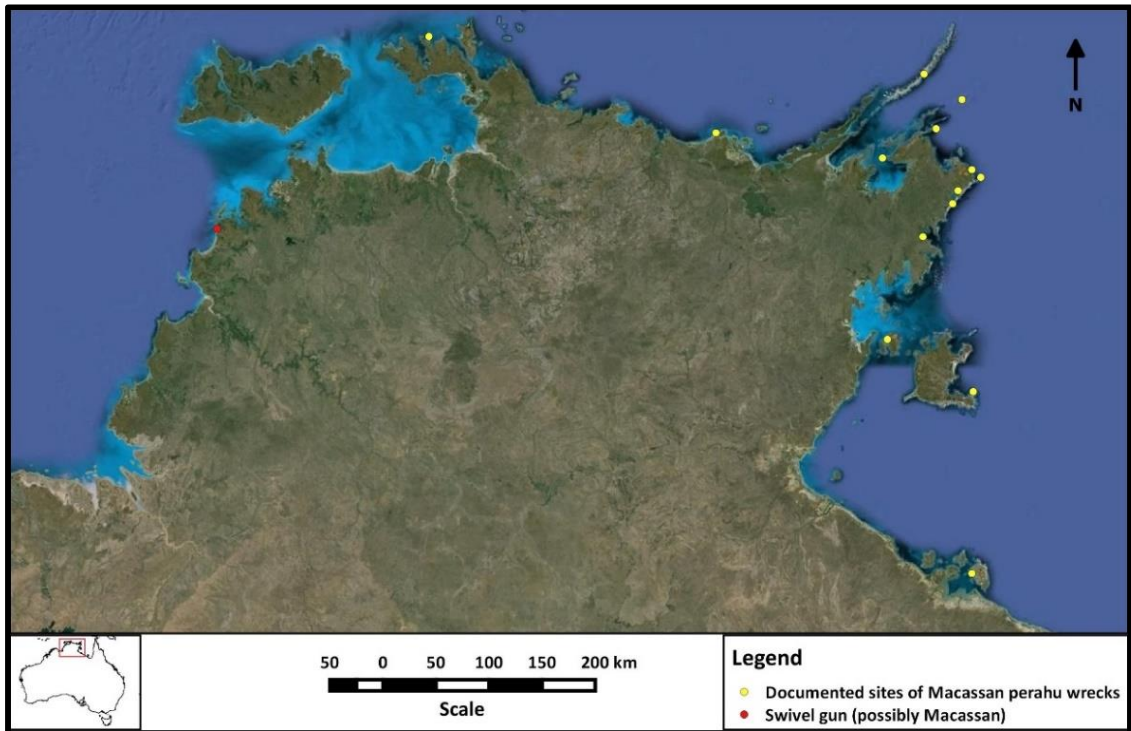 N
50 0 50 100 150 200 km
Scale
Legend
Documented sites of Macassan perahu wrecks
Swivel gun (possibly Macassan)